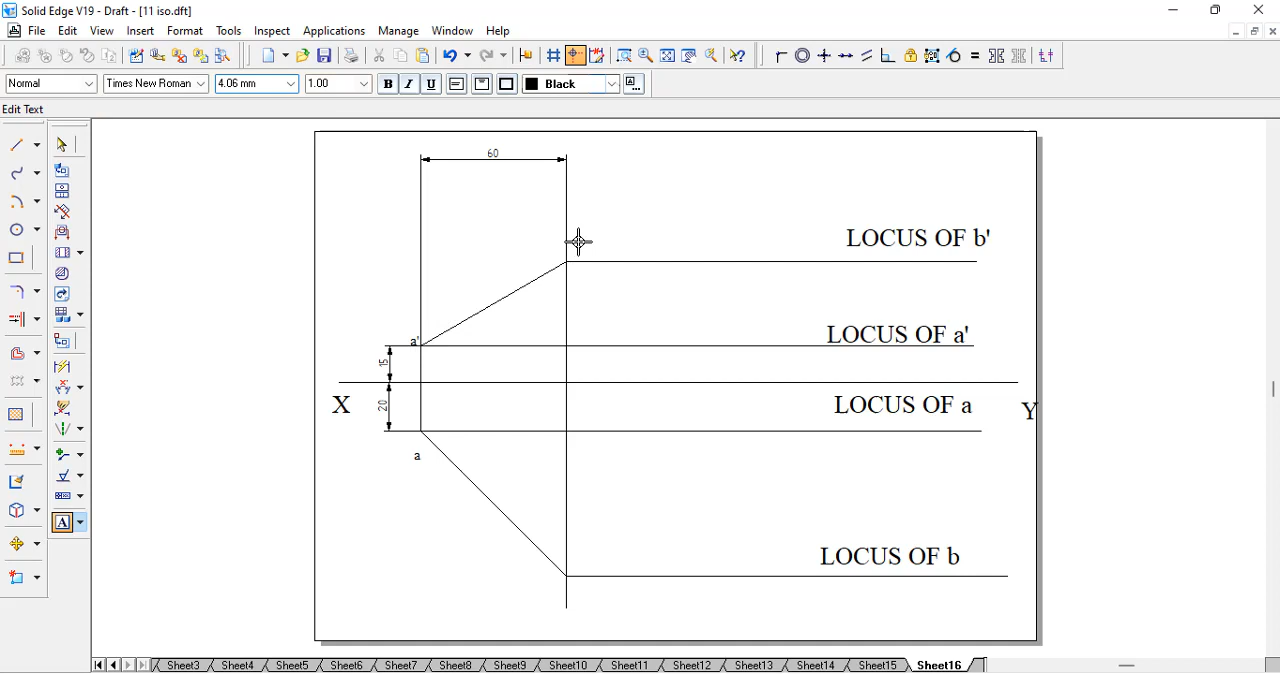 Solid Edge V19 - Draft - [11 iso.dft]
File Edit View Insert Format Tools Inspect Applications Manage Window Help
Normal Times New Roman 4.06 mm 1.00 B I U Black A
Edit Text
60
LOCUS OF b'
a' LOCUS OF a'
15
X 20 LOCUS OF a Y
a
LOCUS OF b
A
Sheet3 Sheet4 Sheet5 Sheet6 Sheet7 Sheet8 Sheet9 Sheet10 Sheet11 Sheet12 Sheet13 Sheet14 Sheet15 Sheet16